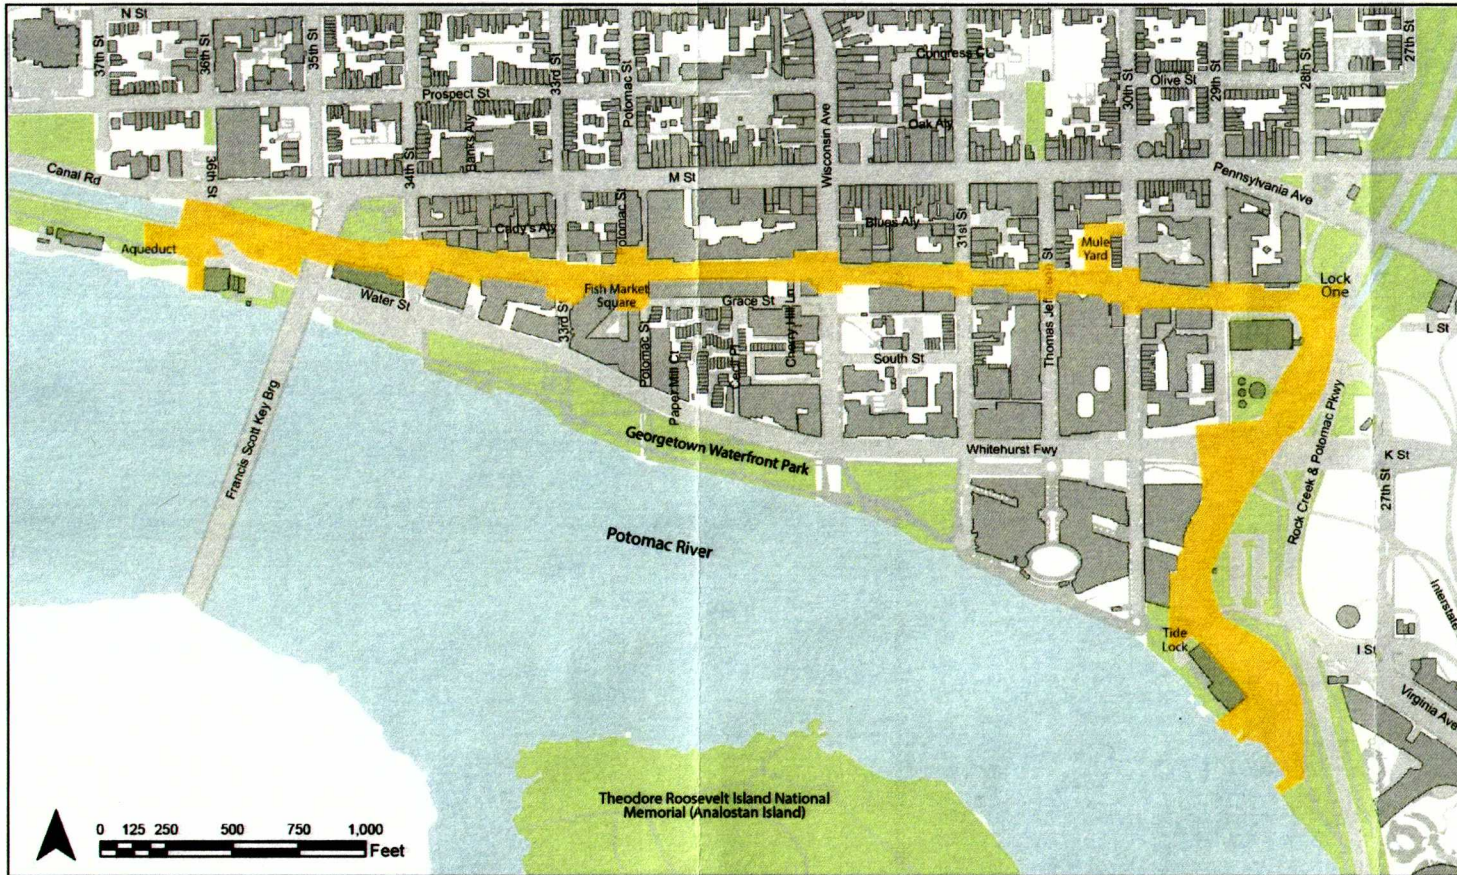 N St
37th St
36th St
35th St
33rd St
Potomac St
Congress Ct
30th St
Olive St
29th St
28th St
27th St
Prospect St
Banks Aly
Wisconsin Ave
Oak Aly
Canal Rd
36th St
34th St
M St
Pennsylvania Ave
Potomac St
Cady's Aly
Blues Aly
31st St
Aqueduct
Mule
Yard
Thomas Jefferson St
Lock
One
Fish Market
Square
Grace St
Water St
33rd St
Cherry Hill Ln
L St
South St
Potomac St
Paper Mill Ct
Cecil Pl
Francis Scott Key Brg
Rock Creek & Potomac Pkwy
Georgetown Waterfront Park
Whitehurst Fwy
K St
27th St
Potomac River
Interstate
Tide
Lock
I St
Virginia Ave
Theodore Roosevelt Island National
Memorial (Analostan Island)
0 125 250 500 750 1,000
Feet